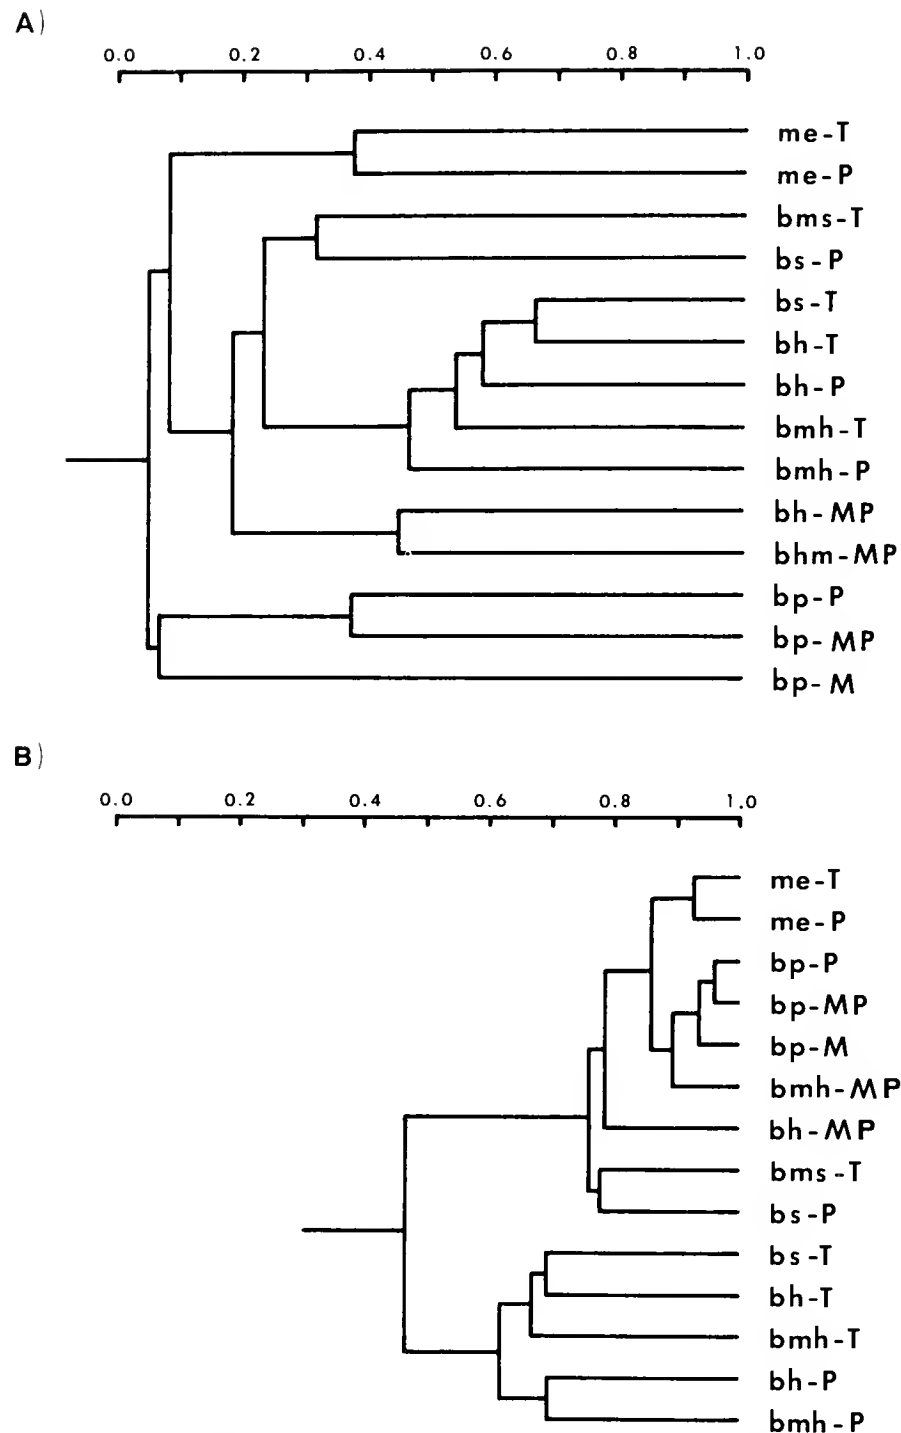 A)
0.0 0.2 0.4 0.6 0.8 1.0
me-T
me-P
bms-T
bs-P
bs-T
bh-T
bh-P
bmh-T
bmh-P
bh-MP
bhm-MP
bp-P
bp-MP
bp-M
B)
0.0 0.2 0.4 0.6 0.8 1.0
me-T
me-P
bp-P
bp-MP
bp-M
bmh-MP
bh-MP
bms-T
bs-P
bs-T
bh-T
bmh-T
bh-P
bmh-P